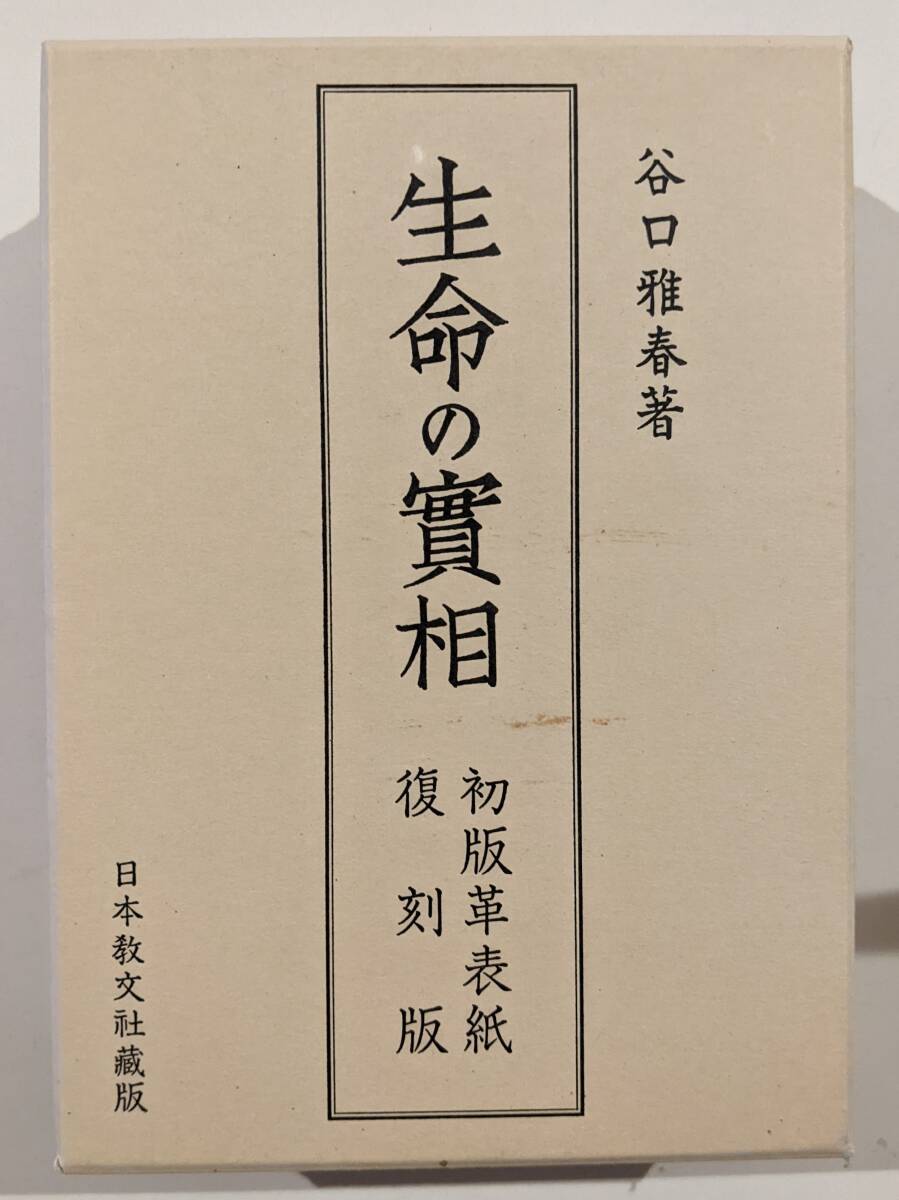 谷口雅春著
生命の實相
初版革表紙
復刻版
日本教文社藏版